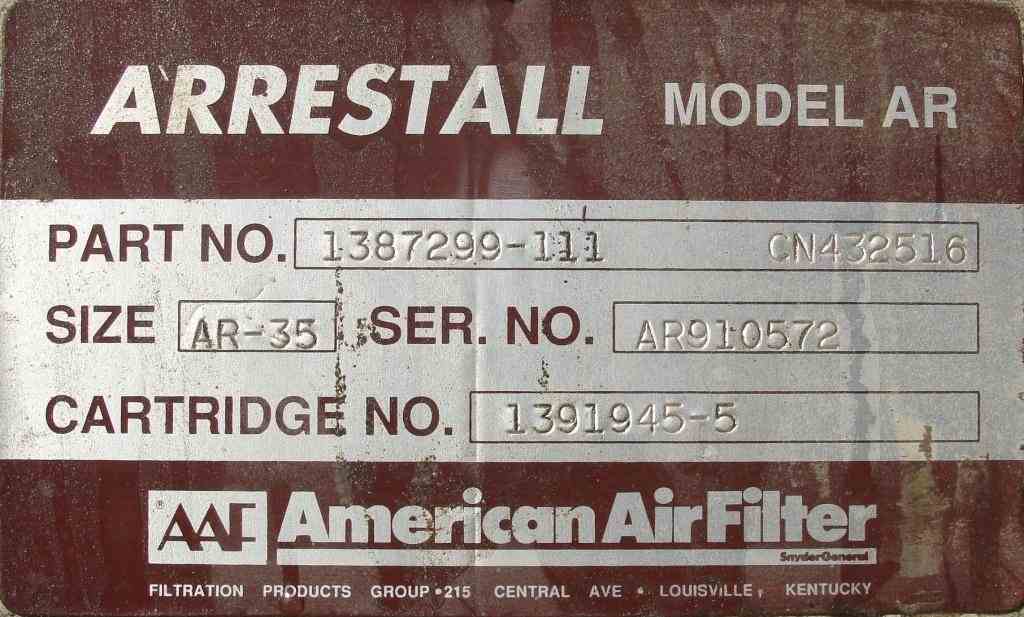 ARRESTALL MODEL AR
PART NO. 1387299-111 CN432516
SIZE AR-35 SER. NO. AR910572
CARTRIDGE NO. 1391945-5
® AAF American Air Filter
SnyderGeneral
FILTRATION PRODUCTS GROUP • 215 CENTRAL AVE • LOUISVILLE, KENTUCKY